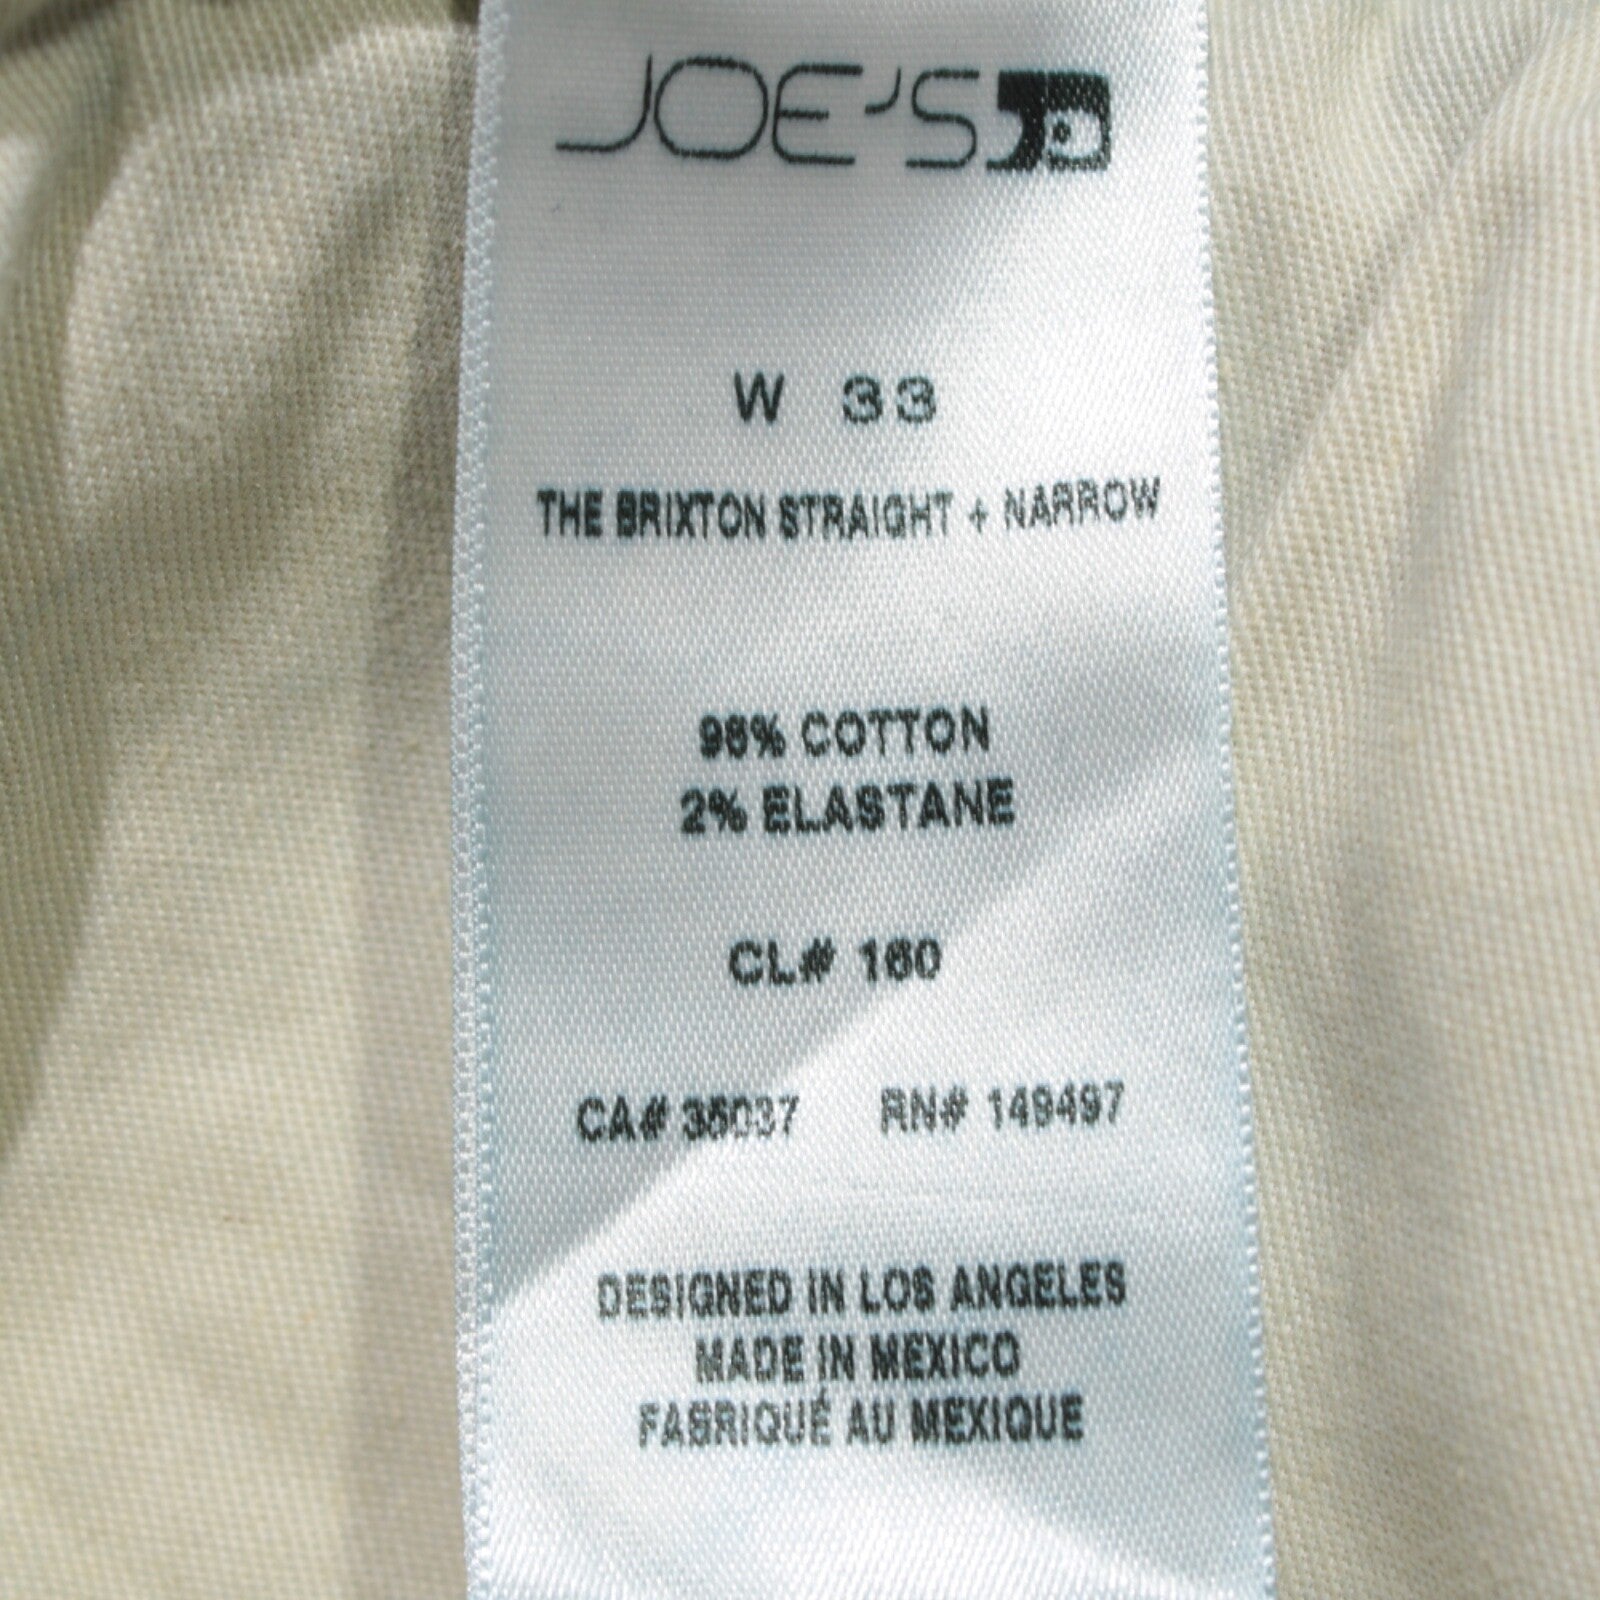 JOE'S
W 33
THE BRIXTON STRAIGHT + NARROW
98% COTTON
2% ELASTANE
CL# 160
CA# 35037 RN# 149497
DESIGNED IN LOS ANGELES
MADE IN MEXICO
FABRIQUÉ AU MEXIQUE